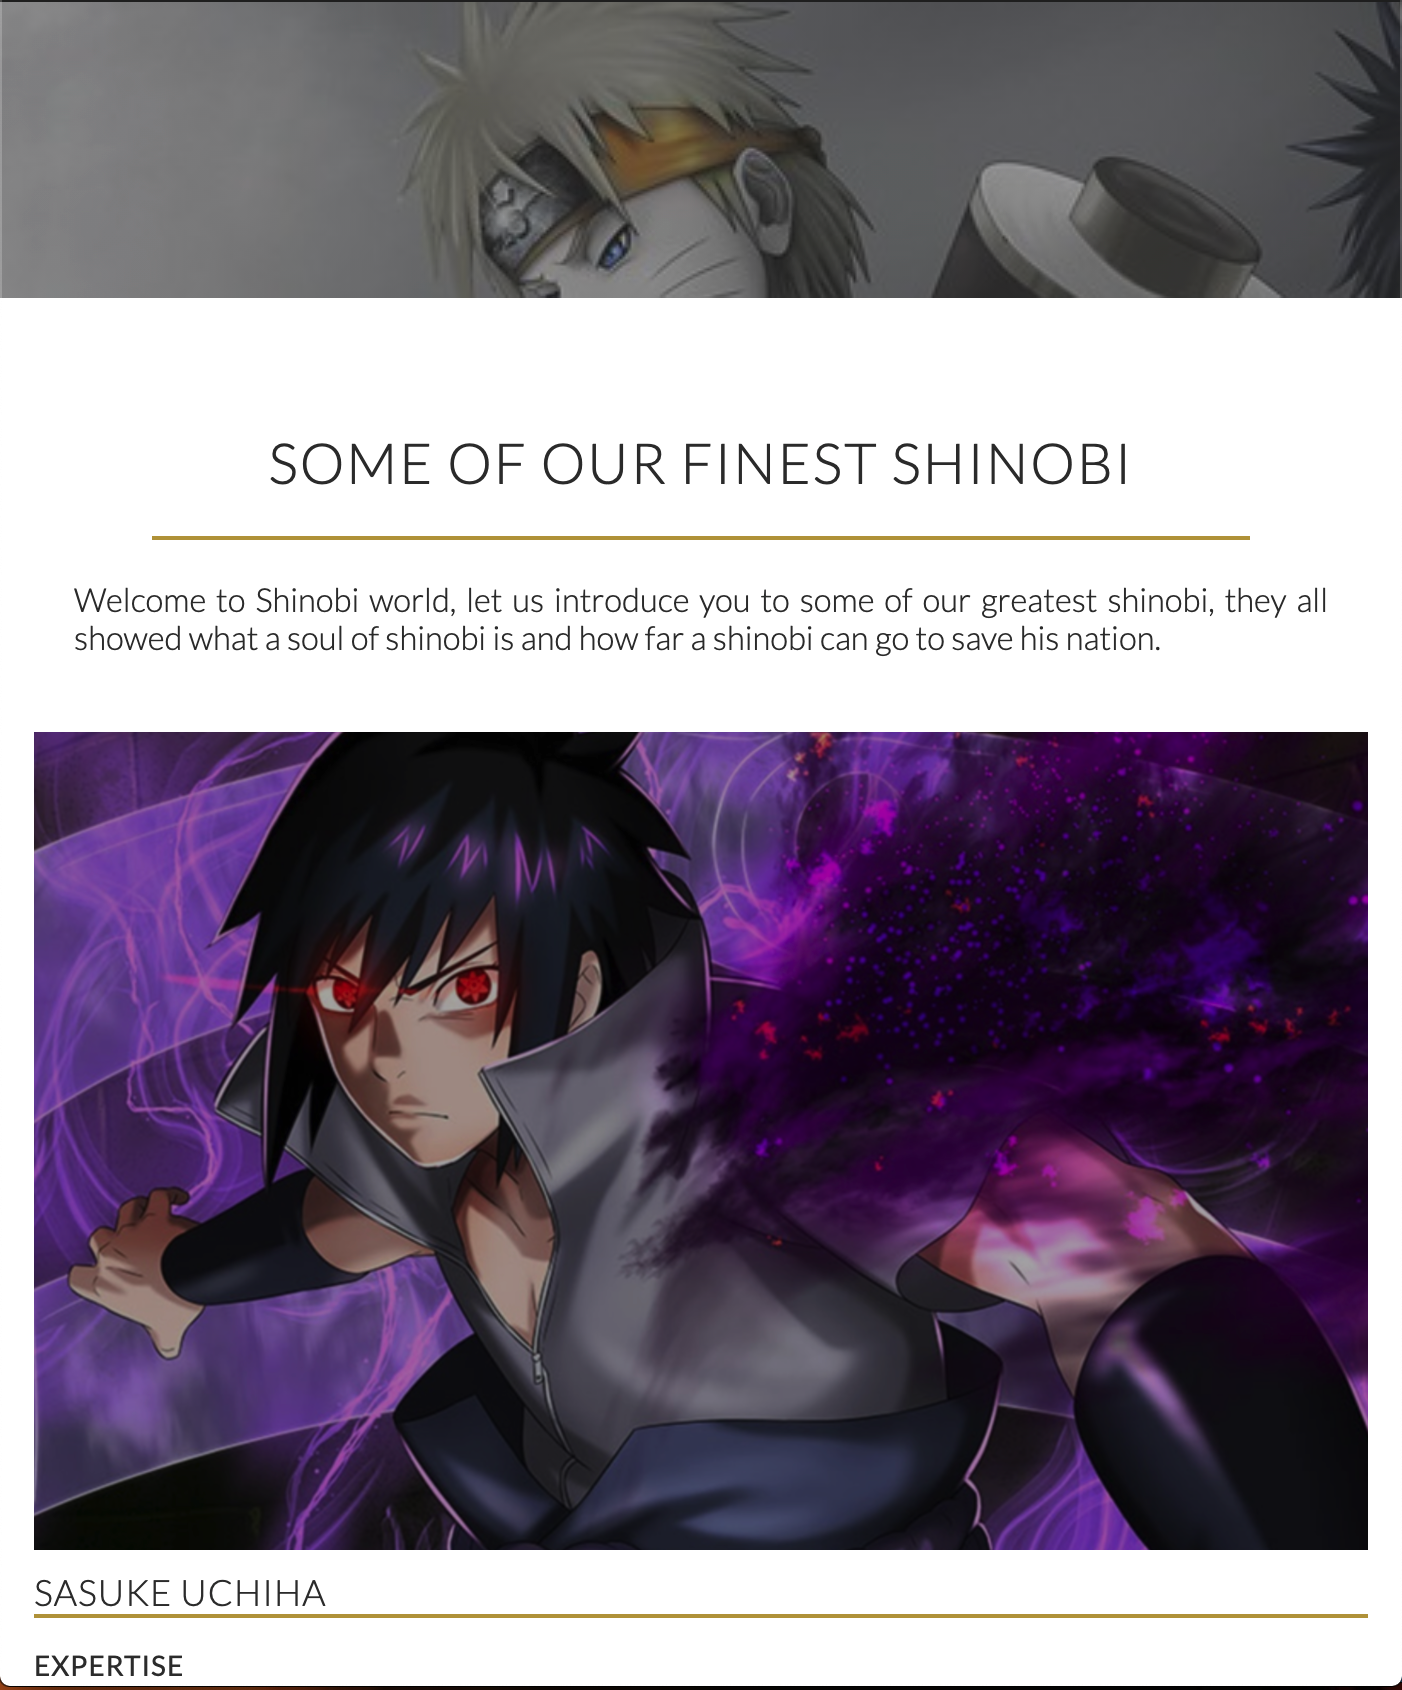 SOME OF OUR FINEST SHINOBI
Welcome to Shinobi world, let us introduce you to some of our greatest shinobi, they all
showed what a soul of shinobi is and how far a shinobi can go to save his nation.
SASUKE UCHIHA
EXPERTISE